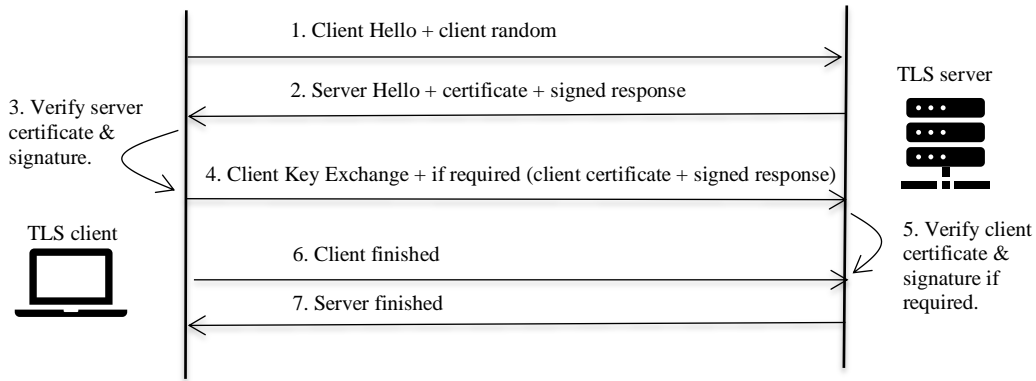 1. Client Hello + client random
TLS server
2. Server Hello + certificate + signed response
3. Verify server
certificate &
signature.
4. Client Key Exchange + if required (client certificate + signed response)
TLS client
5. Verify client
certificate &
signature if
required.
6. Client finished
7. Server finished